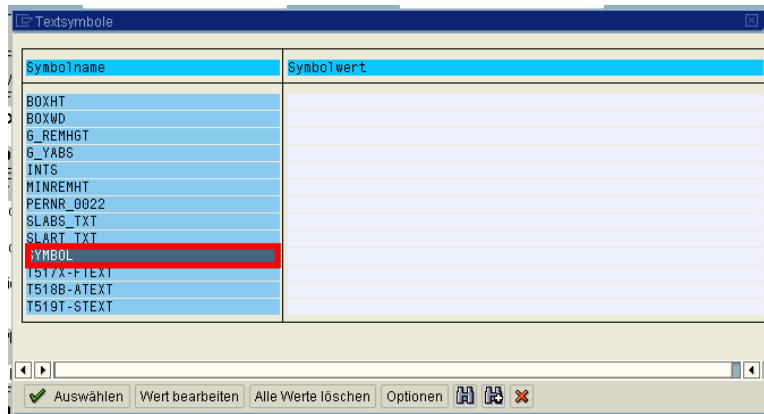 Textsymbole
Symbolname Symbolwert
BOXHT
BOXWD
G_REMHGT
G_YABS
INTS
MINREMHT
PERNR_0022
SLABS_TXT
SLART_TXT
SYMBOL
T517X-FTEXT
T518B-ATEXT
T519T-STEXT
Auswählen Wert bearbeiten Alle Werte löschen Optionen